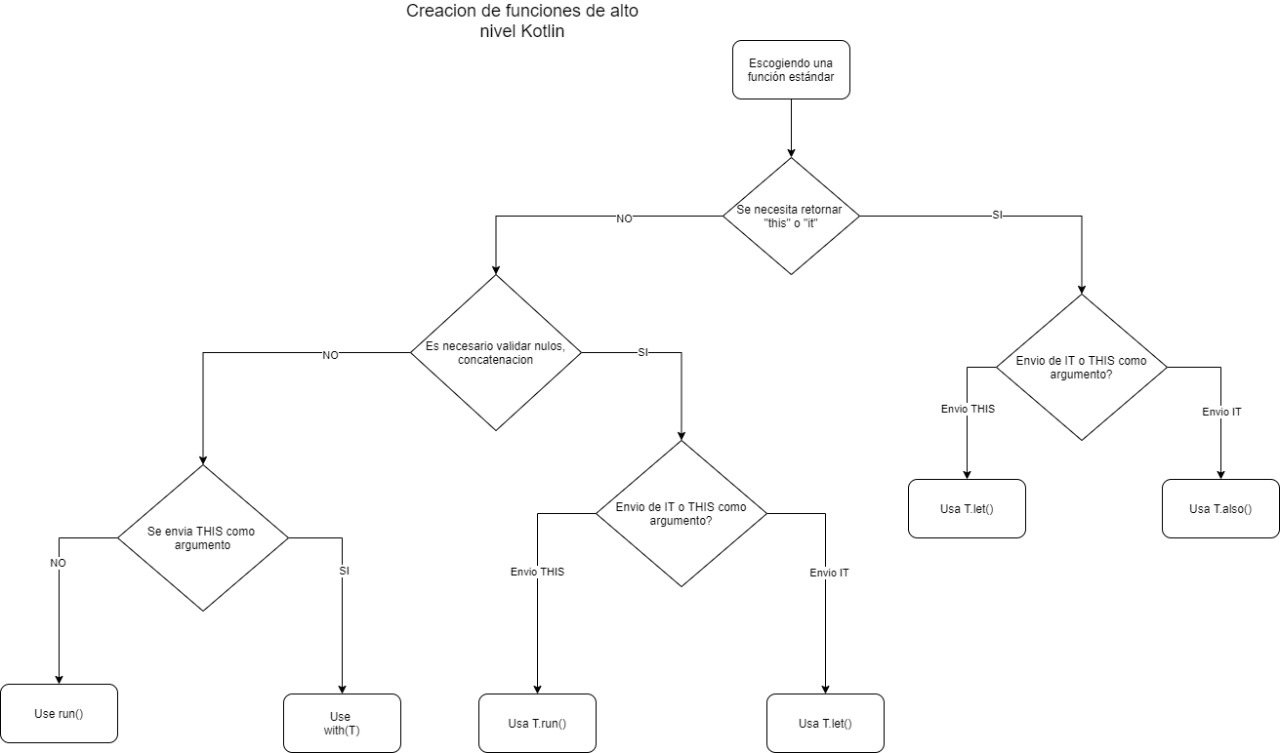 Creacion de funciones de alto
nivel Kotlin
Escogiendo una
función estándar
Se necesita retornar
"this" o "it"
NO
SI
Es necesario validar nulos,
concatenacion
NO
SI
Envio de IT o THIS como
argumento?
Envio THIS
Envio IT
Usa T.let()
Usa T.also()
Se envia THIS como
argumento
NO
SI
Envio de IT o THIS como
argumento?
Envio THIS
Envio IT
Use run()
Use
with(T)
Usa T.run()
Usa T.let()